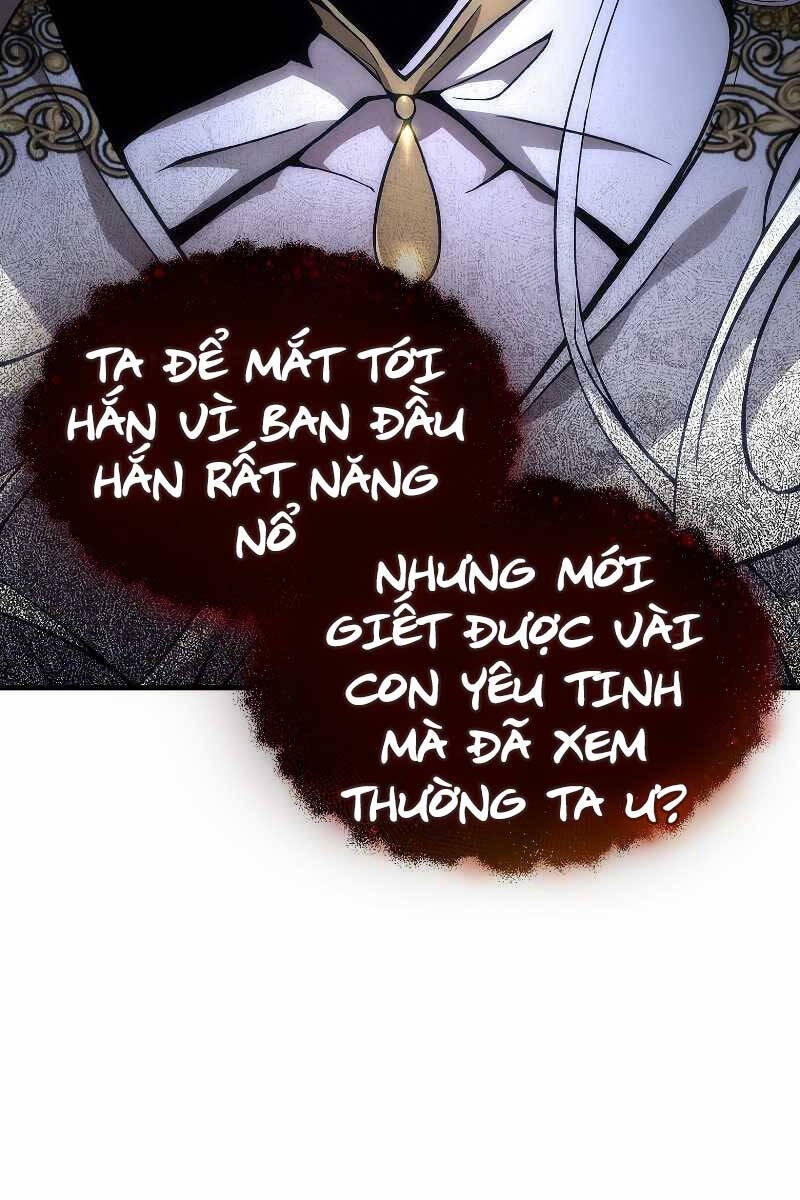 TA ĐỂ MẮT TỚI
HẮN VÌ BAN ĐẦU
HẮN RẤT NĂNG
NỔ
NHƯNG MỚI
GIẾT ĐƯỢC VÀI
CON YÊU TINH
MÀ ĐÃ XEM
THƯỜNG TA Ư?